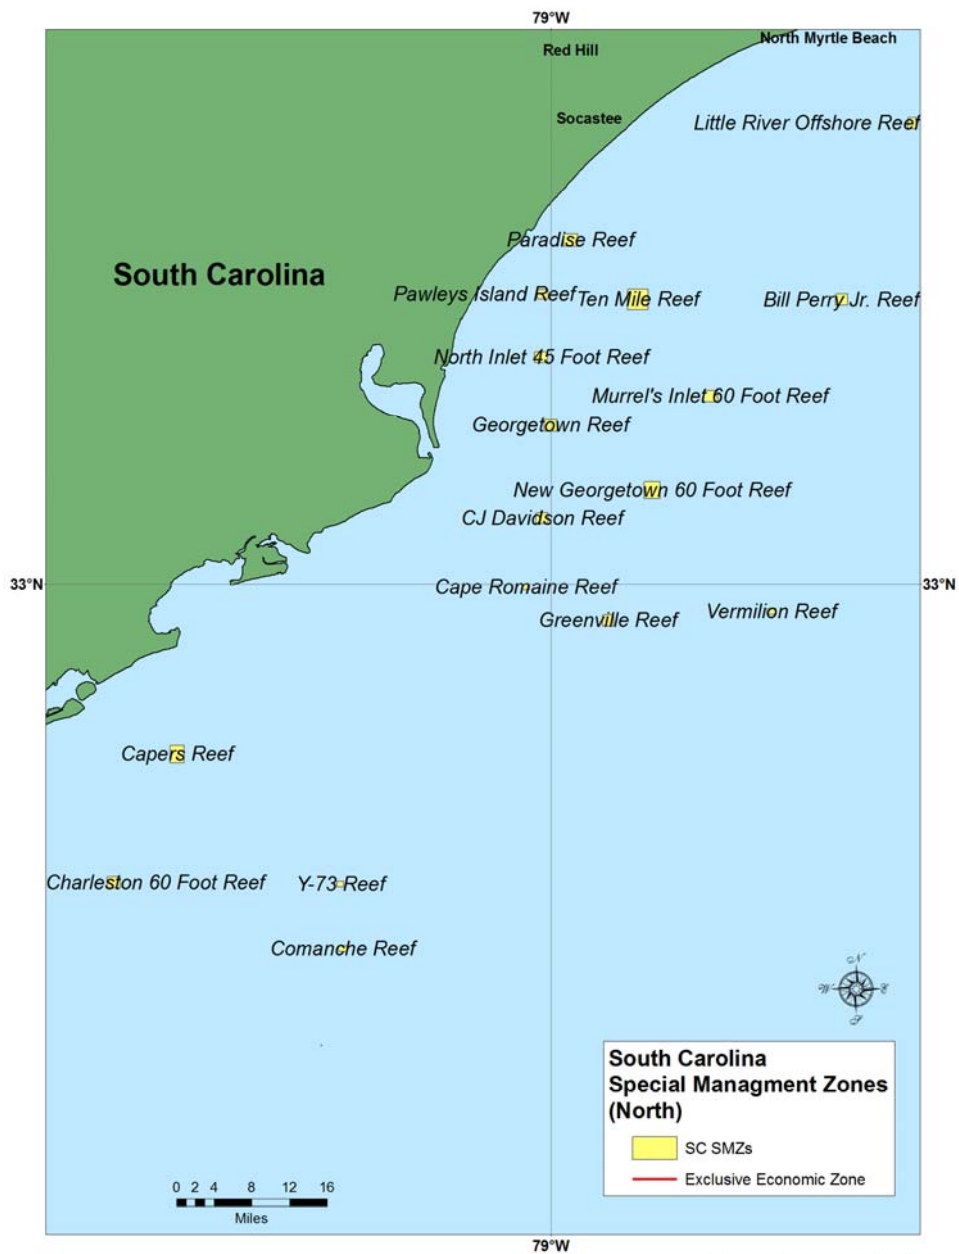 79°W
North Myrtle Beach
Red Hill
Socastee
Little River Offshore Reef
Paradise Reef
South Carolina
Pawleys Island Reef
Ten Mile Reef
Bill Perry Jr. Reef
North Inlet 45 Foot Reef
Murrel's Inlet 60 Foot Reef
Georgetown Reef
New Georgetown 60 Foot Reef
CJ Davidson Reef
33°N
Cape Romaine Reef
33°N
Vermilion Reef
Greenville Reef
Capers Reef
Charleston 60 Foot Reef
Y-73 Reef
Comanche Reef
N
W
E
S
South Carolina
Special Managment Zones
(North)
SC SMZs
Exclusive Economic Zone
0 2 4 8 12 16
Miles
79°W